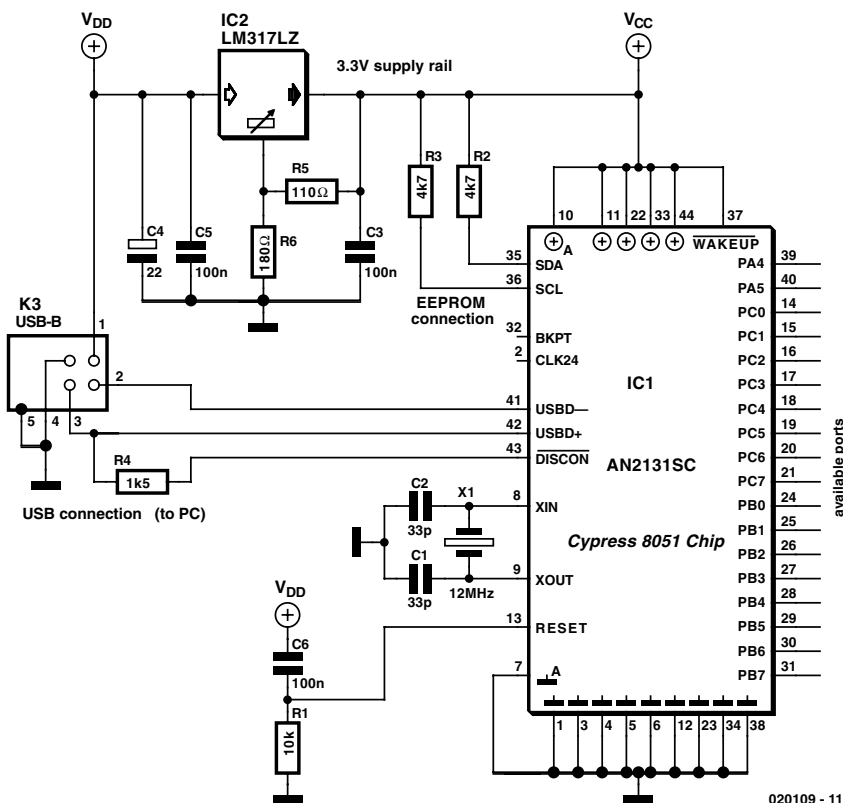 VDD
IC2
LM317LZ
3.3V supply rail
VCC
R3
4k7
R2
4k7
R5
110Ω
R6
180Ω
C4
22
C5
100n
C3
100n
10
11
22
33
44
37
A
WAKEUP
35
SDA
36
SCL
EEPROM
connection
32
BKPT
2
CLK24
K3
USB-B
1
2
3
4
5
41
USBD—
42
USBD+
43
DISCON
R4
1k5
USB connection (to PC)
IC1
AN2131SC
Cypress 8051 Chip
C2
33p
C1
33p
X1
12MHz
8
XIN
9
XOUT
VDD
C6
100n
R1
10k
13
RESET
7
A
PA4 39
PA5 40
PC0 14
PC1 15
PC2 16
PC3 17
PC4 18
PC5 19
PC6 20
PC7 21
PB0 24
PB1 25
PB2 26
PB3 27
PB4 28
PB5 29
PB6 30
PB7 31
available ports
1 3 4 5 6 12 23 34 38
020109 - 11